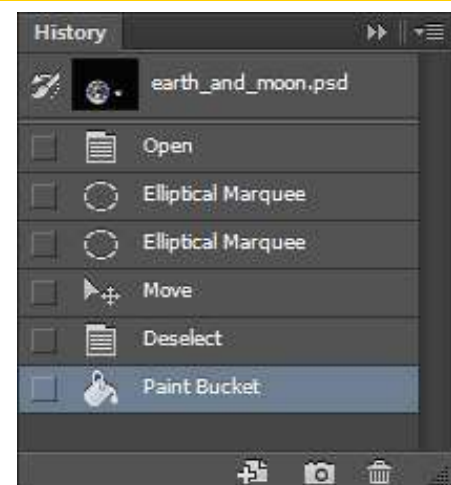 History
earth_and_moon.psd
Open
Elliptical Marquee
Elliptical Marquee
Move
Deselect
Paint Bucket